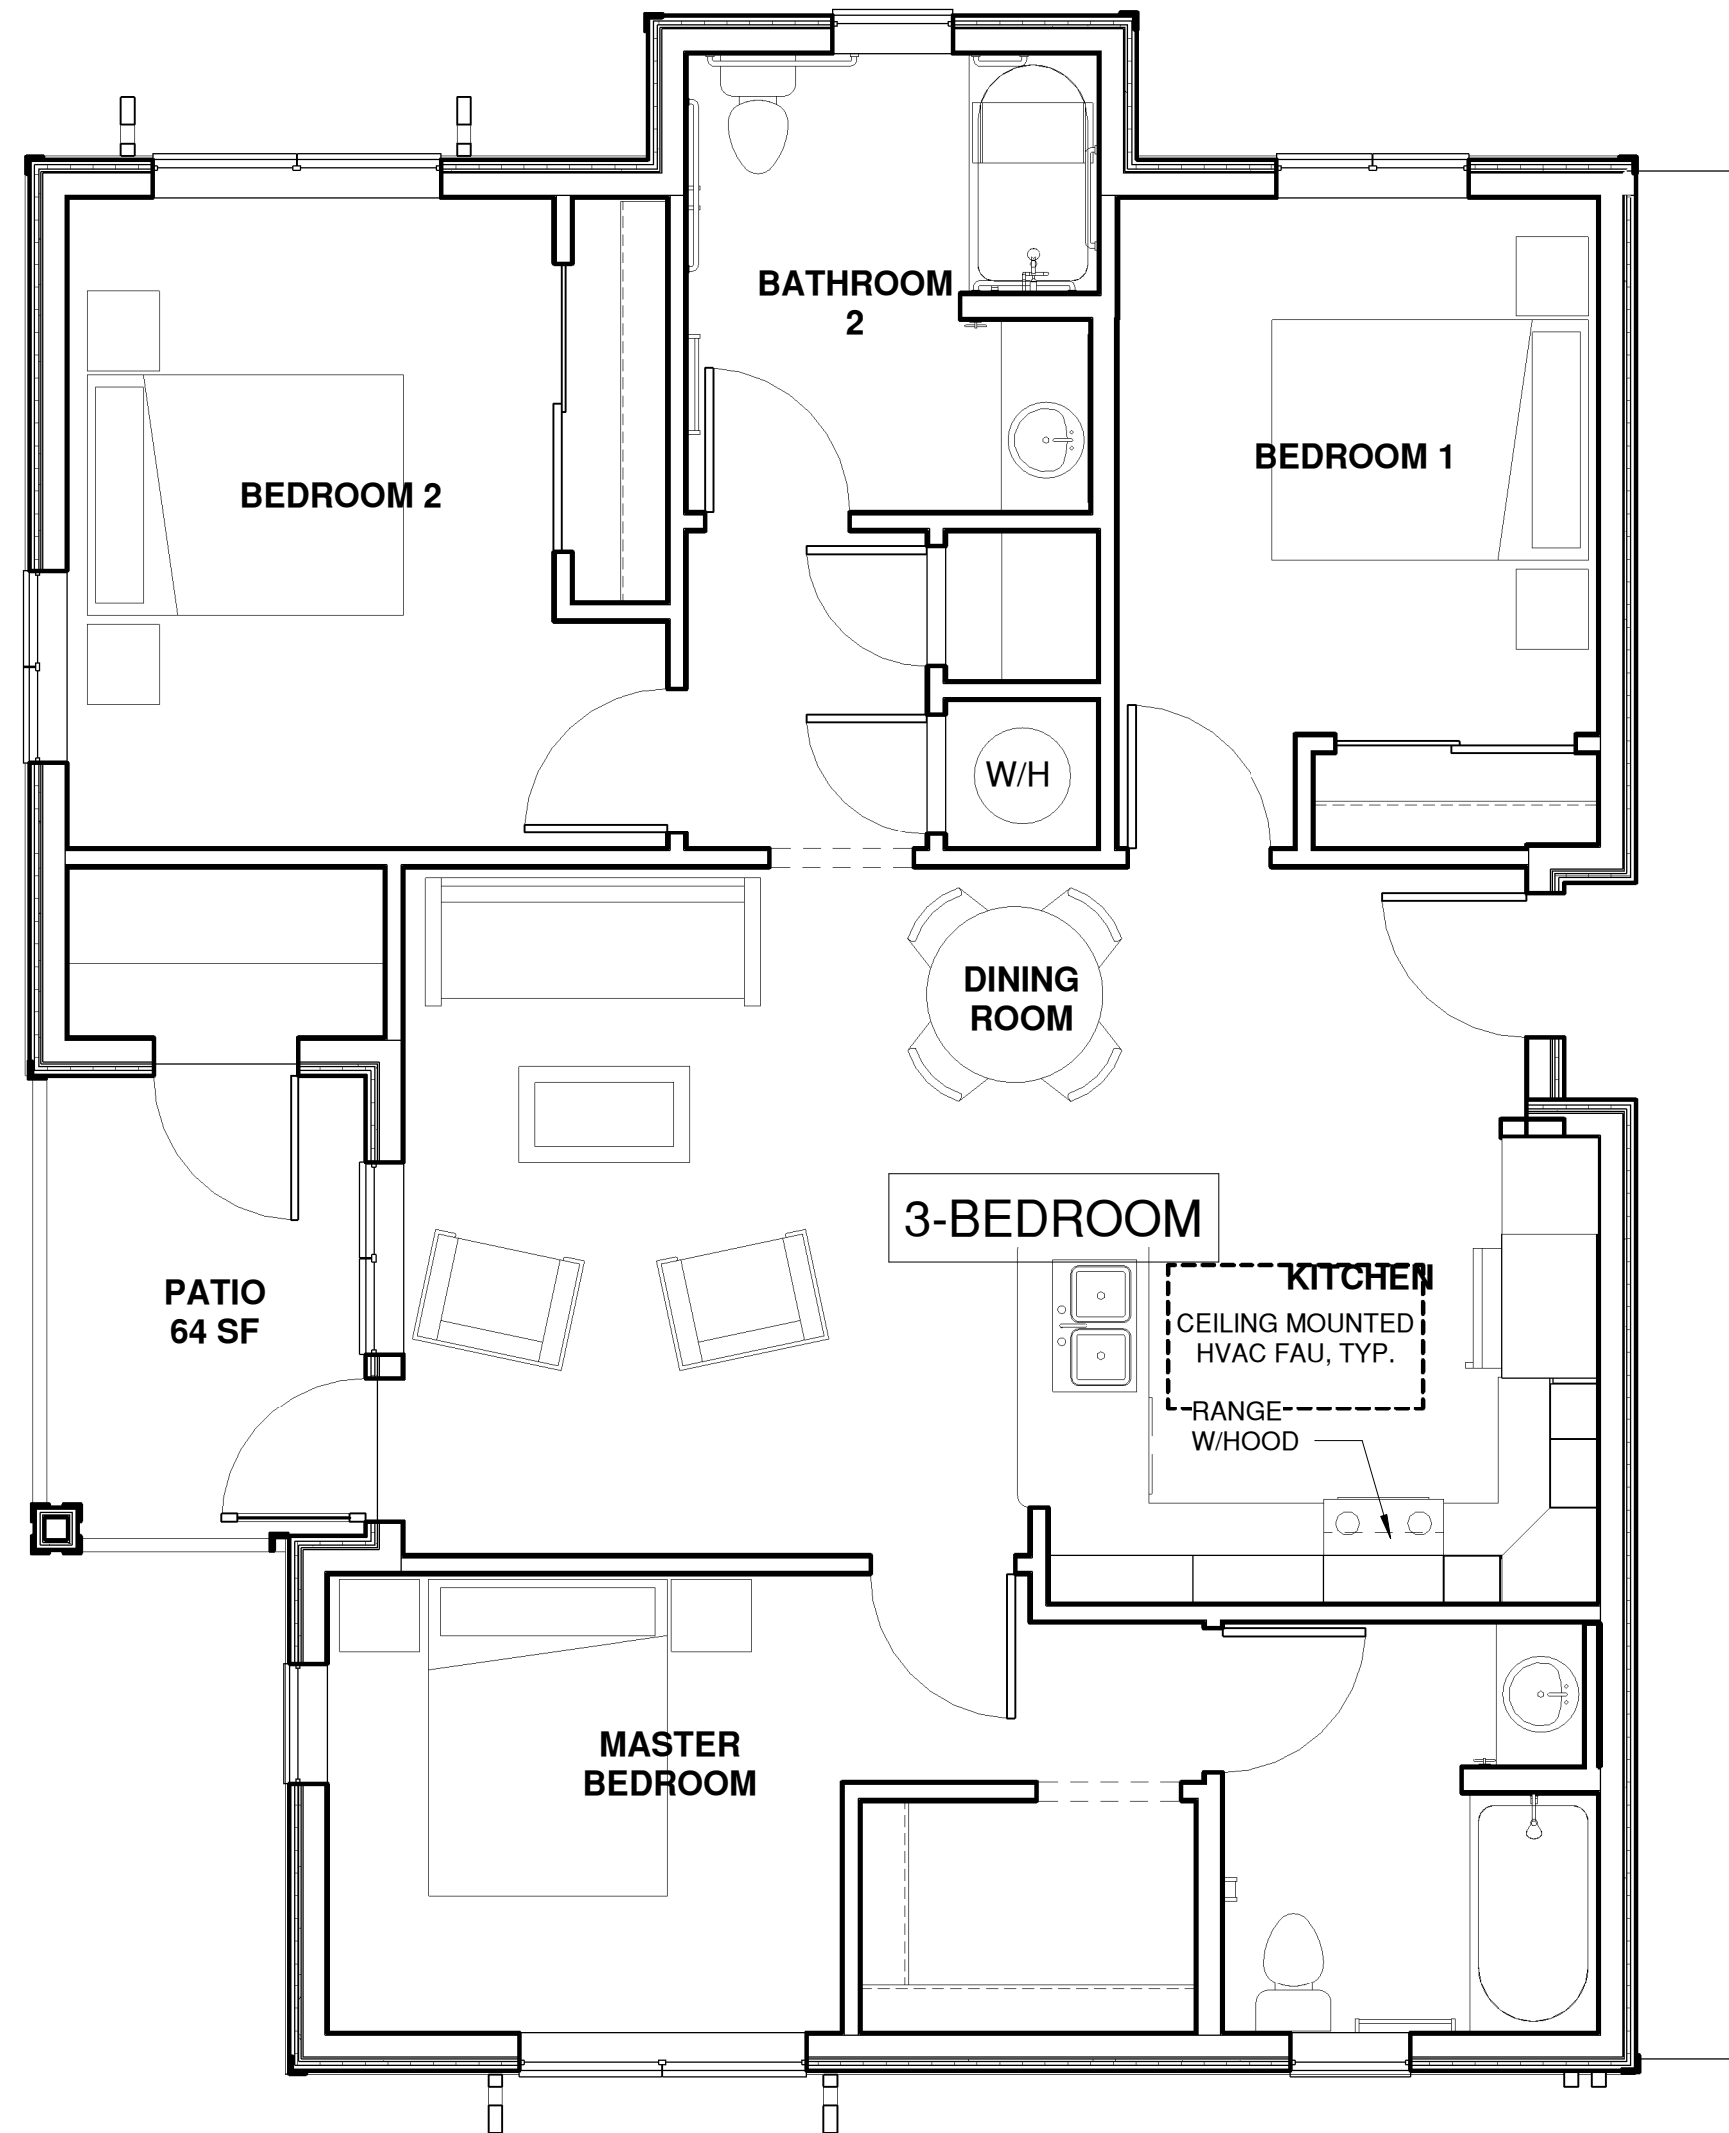 BATHROOM
2
BEDROOM 1
BEDROOM 2
W/H
DINING
ROOM
3-BEDROOM
KITCHEN
PATIO
64 SF
CEILING MOUNTED
HVAC FAU, TYP.
RANGE
W/HOOD
MASTER
BEDROOM